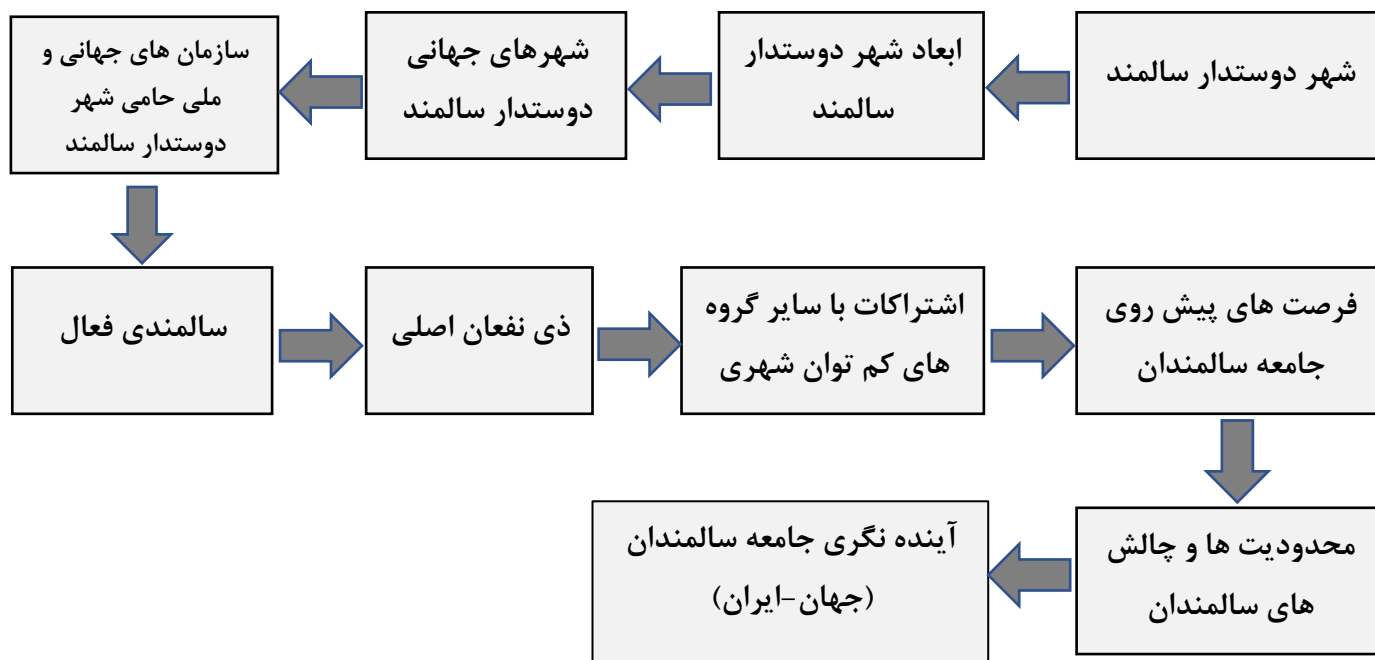 شهر دوستدار سالمند
ابعاد شهر دوستدار
سالمند
شهرهای جهانی
دوستدار سالمند
سازمان های جهانی و
ملی حامی شهر
دوستدار سالمند
سالمندی فعال
ذی نفعان اصلی
اشتراکات با سایر گروه
های کم توان شهری
فرصت های پیش روی
جامعه سالمندان
محدودیت ها و چالش
های سالمندان
آینده نگری جامعه سالمندان
(جهان-ایران)